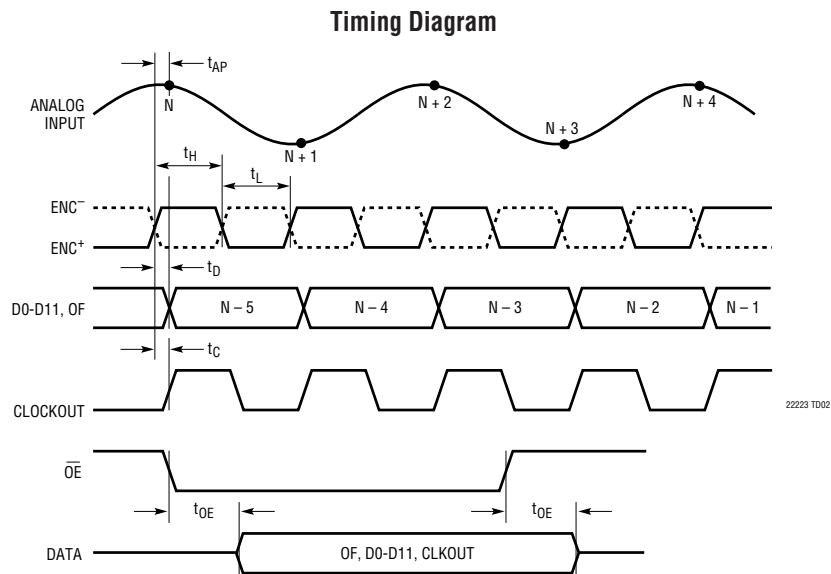 Timing Diagram
tAP
ANALOG
INPUT
N
N + 1
N + 2
N + 3
N + 4
tH
tL
ENC–
ENC+
tD
D0-D11, OF
N – 5
N – 4
N – 3
N – 2
N – 1
tC
CLOCKOUT
22223 TD02
OE
tOE
tOE
DATA
OF, D0-D11, CLKOUT